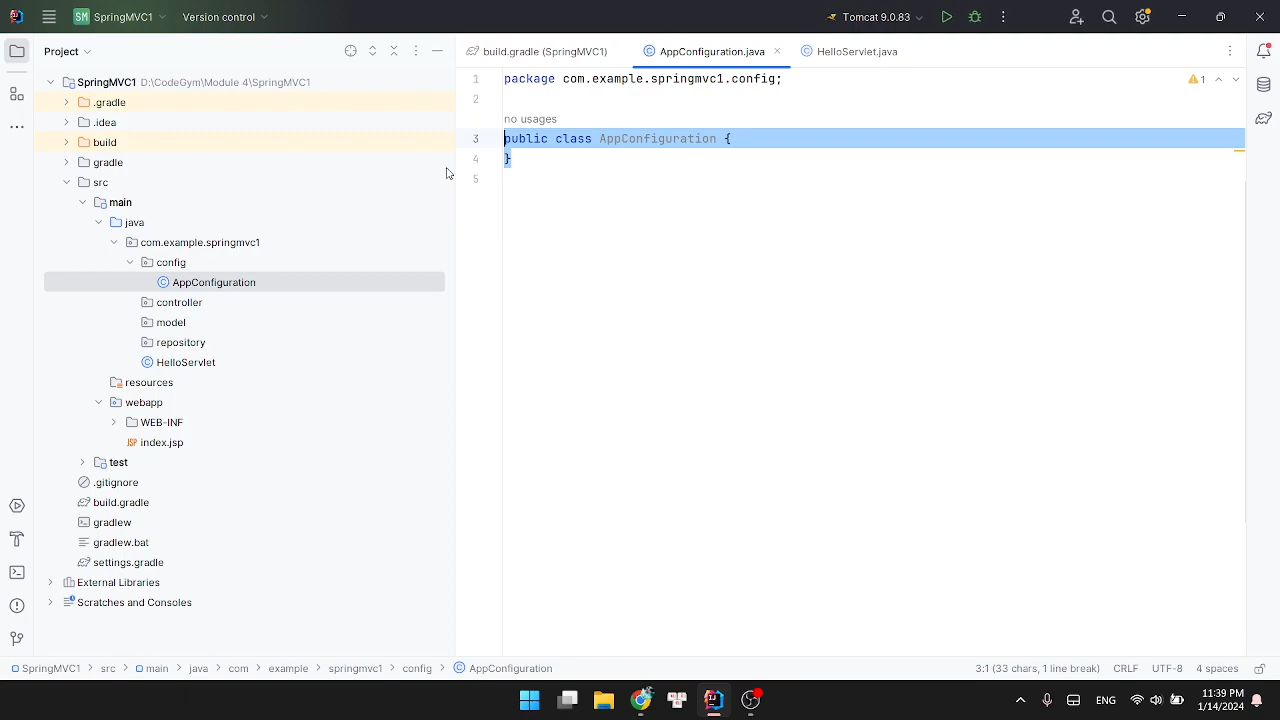 SM SpringMVC1 Version control Tomcat 9.0.83
Project
build.gradle (SpringMVC1) AppConfiguration.java HelloServlet.java
SpringMVC1 D:\CodeGym\Module 4\SpringMVC1
.gradle
.idea
build
gradle
src
main
java
com.example.springmvc1
config
AppConfiguration
controller
model
repository
HelloServlet
resources
webapp
WEB-INF
JSP index.jsp
test
.gitignore
build.gradle
gradlew
gradlew.bat
settings.gradle
External Libraries
Scratches and Consoles
1 package com.example.springmvc1.config; 1
2
no usages
3 public class AppConfiguration {
4 }
5
SpringMVC1 > src > main > java > com > example > springmvc1 > config > AppConfiguration 3:1 (33 chars, 1 line break) CRLF UTF-8 4 spaces
ENG 11:39 PM
1/14/2024